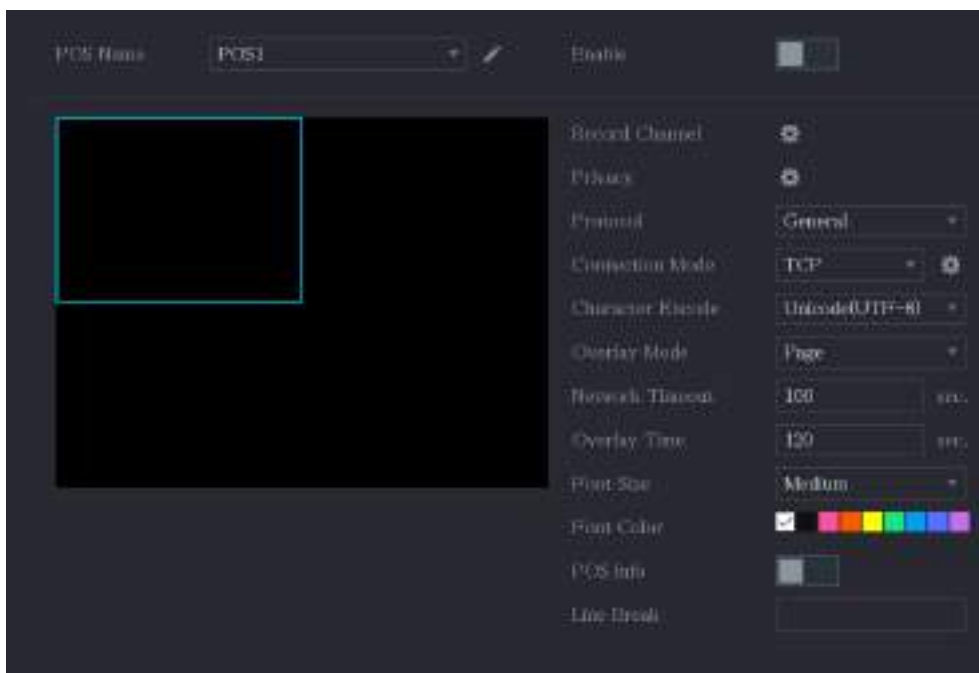 POS Name POS1 Enable
Record Channel
Privacy
Protocol General
Connection Mode TCP
Character Encode Unicode(UTF-8)
Overlay Mode Page
Network Timeout 100 sec.
Overlay Time 120 sec.
Font Size Medium
Font Color
POS Info
Line Break